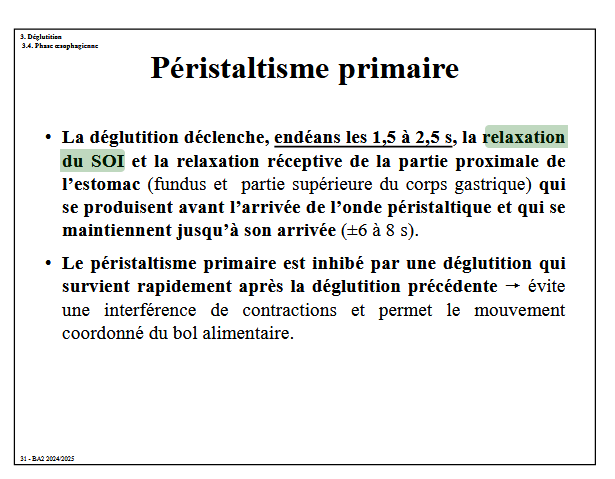 3. Déglutition
3.4. Phase œsophagienne
Péristaltisme primaire
• La déglutition déclenche, endéans les 1,5 à 2,5 s, la relaxation
du SOI et la relaxation réceptive de la partie proximale de
l’estomac (fundus et partie supérieure du corps gastrique) qui
se produisent avant l’arrivée de l’onde péristaltique et qui se
maintiennent jusqu’à son arrivée (±6 à 8 s).
• Le péristaltisme primaire est inhibé par une déglutition qui
survient rapidement après la déglutition précédente → évite
une interférence de contractions et permet le mouvement
coordonné du bol alimentaire.
31 - BA2 2024/2025